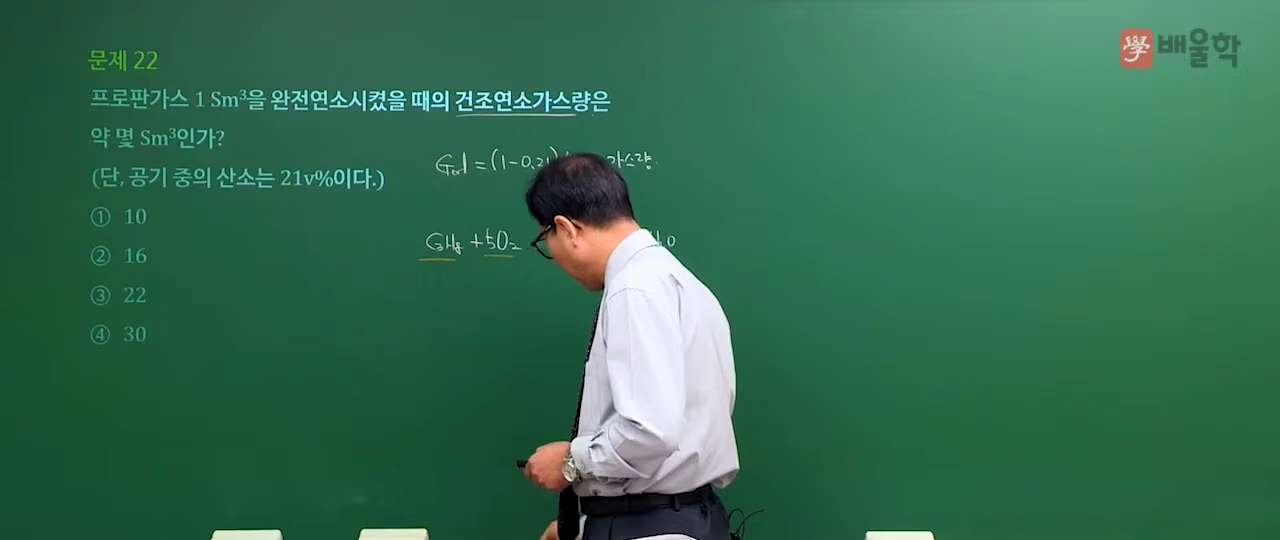 學 배울학
문제 22
프로판가스 1 Sm³을 완전연소시켰을 때의 건조연소가스량은
약 몇 Sm³인가?
(단, 공기 중의 산소는 21v%이다.)
① 10
② 16
③ 22
④ 30
God = (1-0.21) 가스량
C₃H₈ + 5O₂